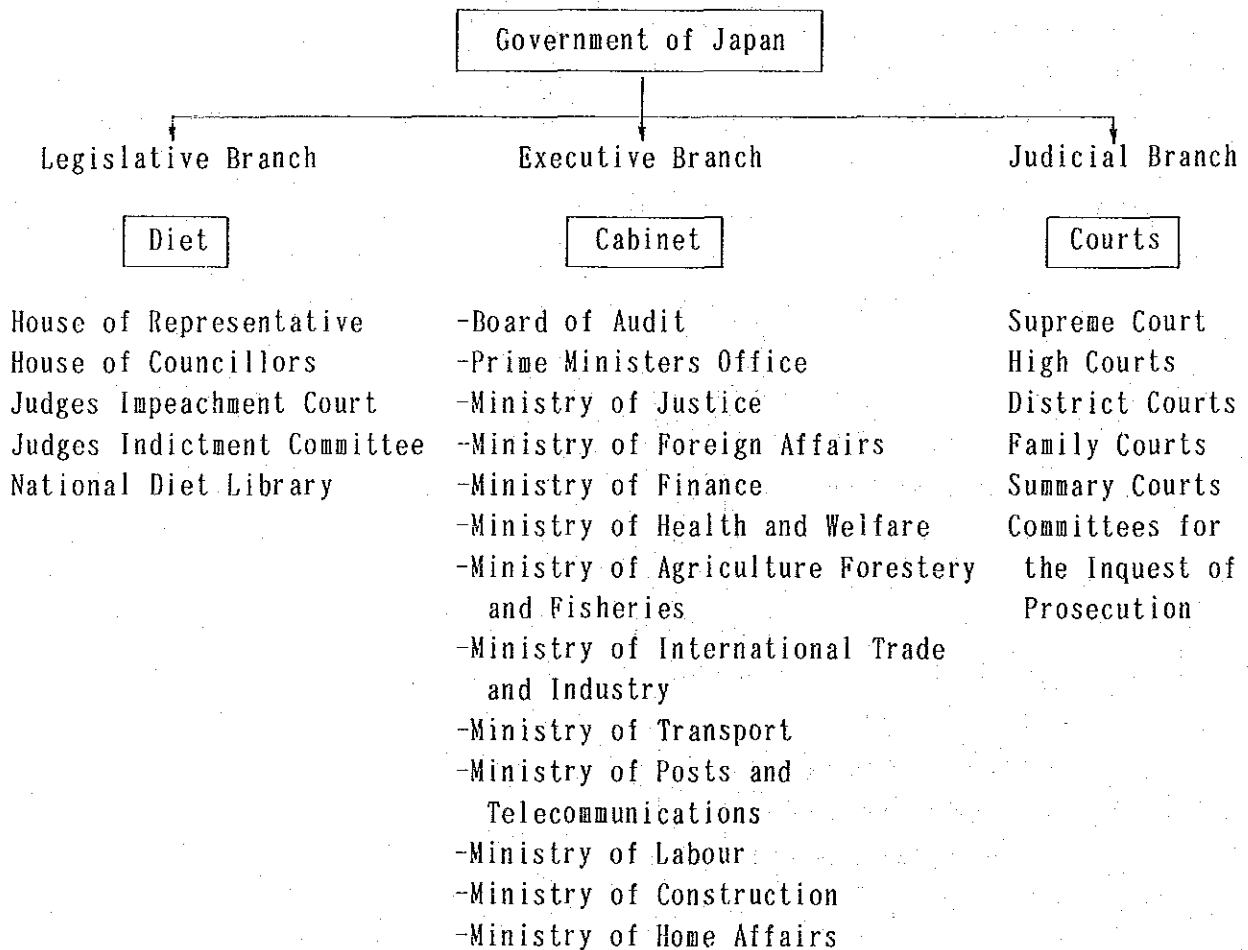 Government of Japan
Legislative Branch
Executive Branch
Judicial Branch
Diet
Cabinet
Courts
House of Representative
House of Councillors
Judges Impeachment Court
Judges Indictment Committee
National Diet Library
-Board of Audit
-Prime Ministers Office
-Ministry of Justice
-Ministry of Foreign Affairs
-Ministry of Finance
-Ministry of Health and Welfare
-Ministry of Agriculture Forestery
and Fisheries
-Ministry of International Trade
and Industry
-Ministry of Transport
-Ministry of Posts and
Telecommunications
-Ministry of Labour
-Ministry of Construction
-Ministry of Home Affairs
Supreme Court
High Courts
District Courts
Family Courts
Summary Courts
Committees for
the Inquest of
Prosecution